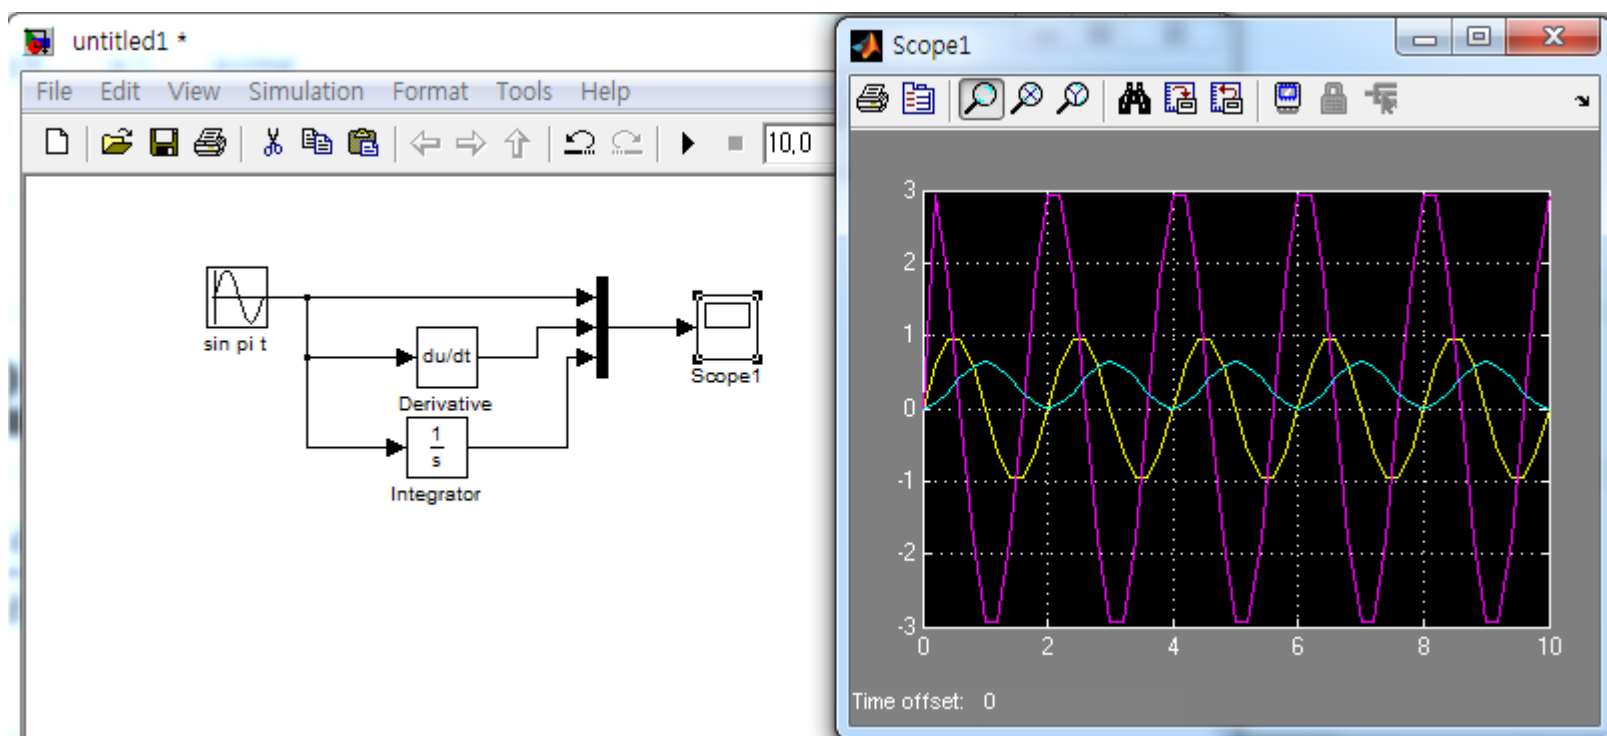 untitled1 *
File Edit View Simulation Format Tools Help
10,0
sin pi t
du/dt
Derivative
1
s
Integrator
Scope1
Scope1
3
2
1
0
-1
-2
-3
0 2 4 6 8 10
Time offset: 0